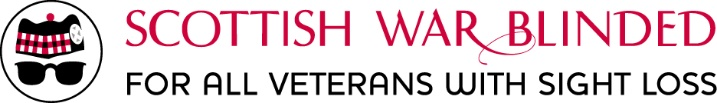 SCOTTISH WAR BLINDED
FOR ALL VETERANS WITH SIGHT LOSS